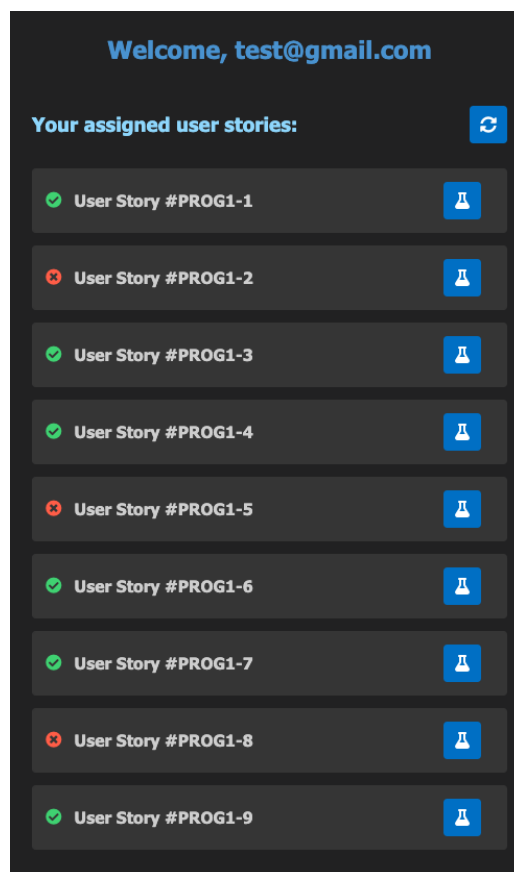 Welcome, test@gmail.com
Your assigned user stories:
User Story #PROG1-1
User Story #PROG1-2
User Story #PROG1-3
User Story #PROG1-4
User Story #PROG1-5
User Story #PROG1-6
User Story #PROG1-7
User Story #PROG1-8
User Story #PROG1-9